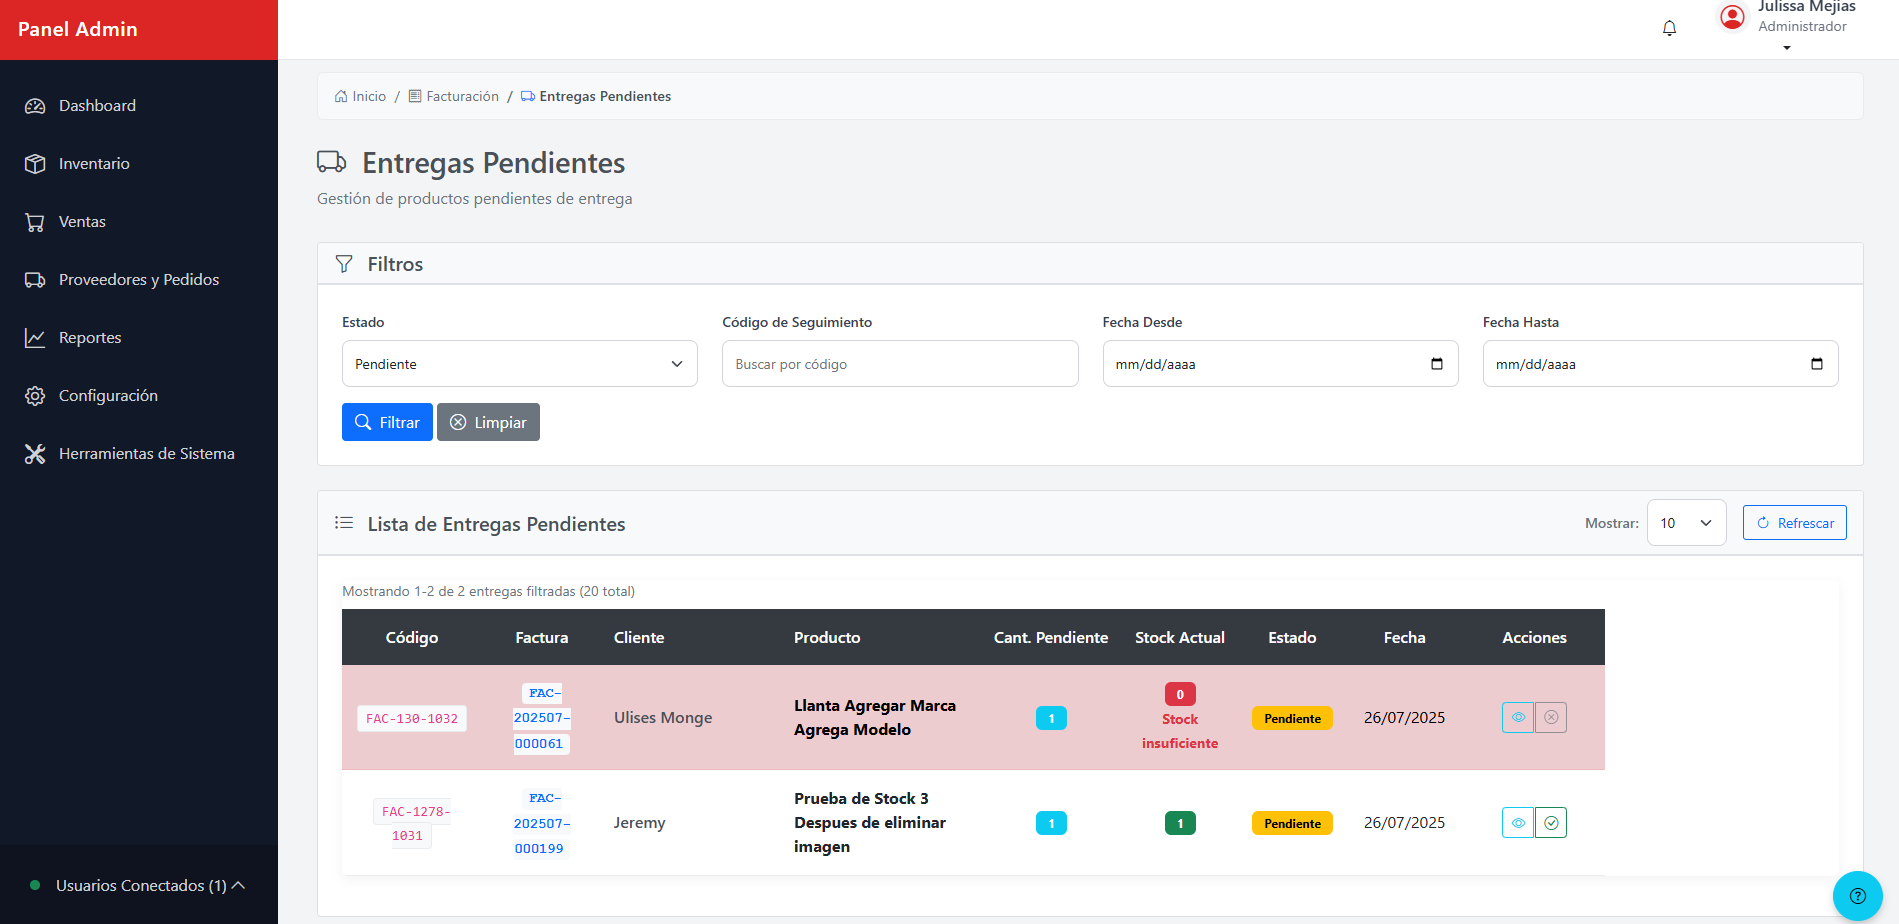 Panel Admin
Julissa Mejias
Administrador
Dashboard
Inventario
Ventas
Proveedores y Pedidos
Reportes
Configuración
Herramientas de Sistema
Usuarios Conectados (1)
Inicio / Facturación / Entregas Pendientes
Entregas Pendientes
Gestión de productos pendientes de entrega
Filtros
Estado Código de Seguimiento Fecha Desde Fecha Hasta
Pendiente Buscar por código mm/dd/aaaa mm/dd/aaaa
Filtrar Limpiar
Lista de Entregas Pendientes Mostrar: 10 Refrescar
Mostrando 1-2 de 2 entregas filtradas (20 total)
Código Factura Cliente Producto Cant. Pendiente Stock Actual Estado Fecha Acciones
FAC-130-1032
FAC-
202507-
000061
Ulises Monge
Llanta Agregar Marca
Agrega Modelo
1
0
Stock
insuficiente
Pendiente
26/07/2025
FAC-1278-
1031
FAC-
202507-
000199
Jeremy
Prueba de Stock 3
Despues de eliminar
imagen
1
1
Pendiente
26/07/2025